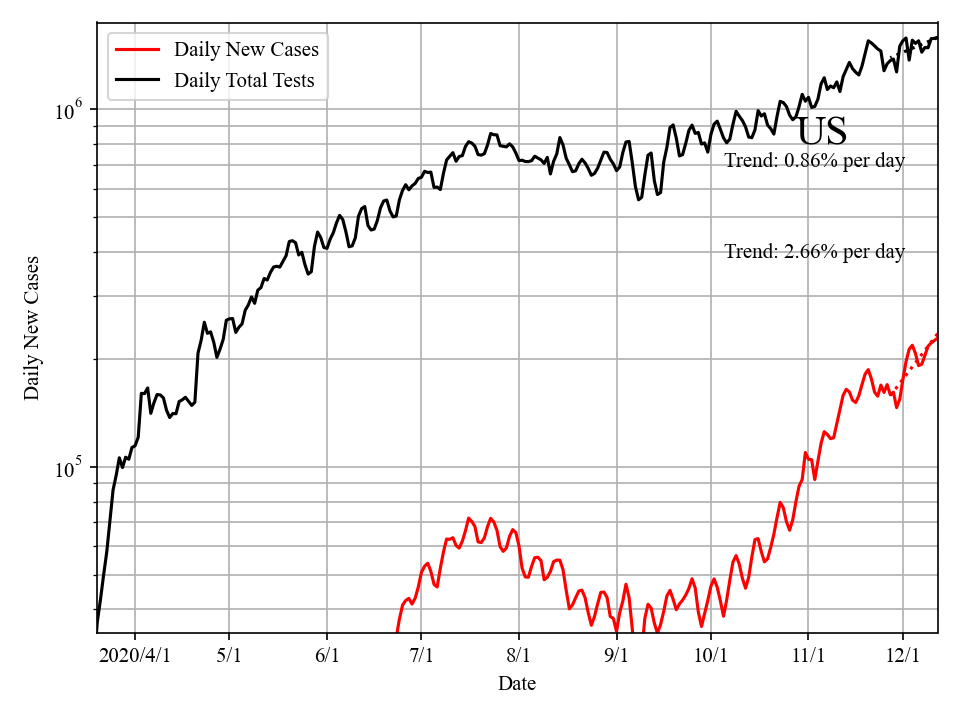 Daily New Cases
Daily Total Tests
10^6
US
Trend: 0.86% per day
Trend: 2.66% per day
Daily New Cases
10^5
2020/4/1 5/1 6/1 7/1 8/1 9/1 10/1 11/1 12/1
Date